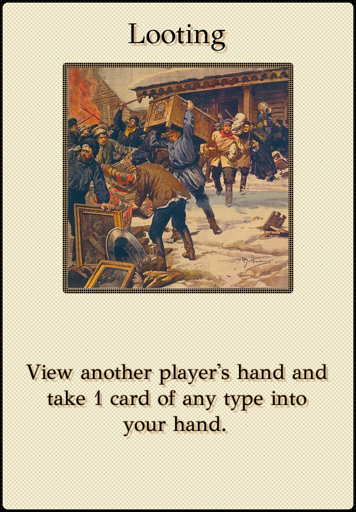 Looting
View another player's hand and
take 1 card of any type into
your hand.